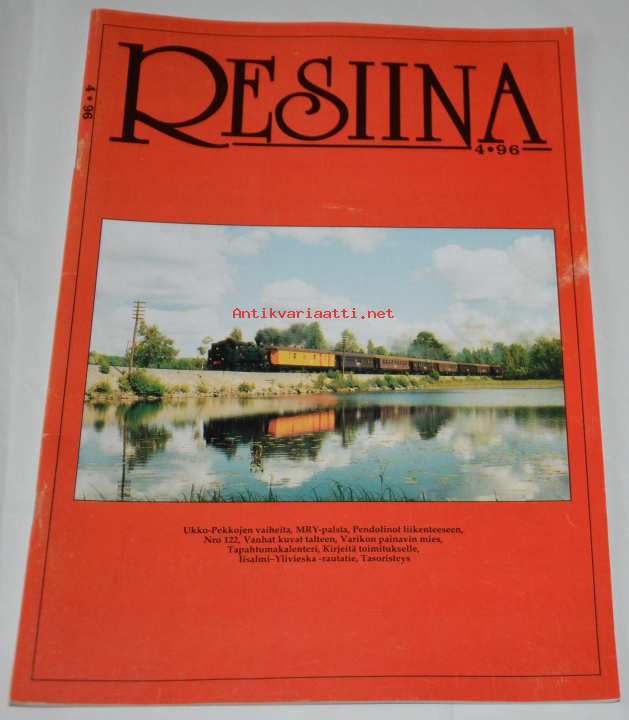 4 • 96
RESIINA
4 • 96
Antikvariaatti.net
Ukko-Pekkojen vaiheita, MRY-palsta, Pendolinot liikenteeseen,
Nro 122, Vanhat kuvat talteen, Varikon painavin mies,
Tapahtumakalenteri, Kirjeitä toimitukselle,
Iisalmi–Ylivieska -rautatie, Tasoristeys